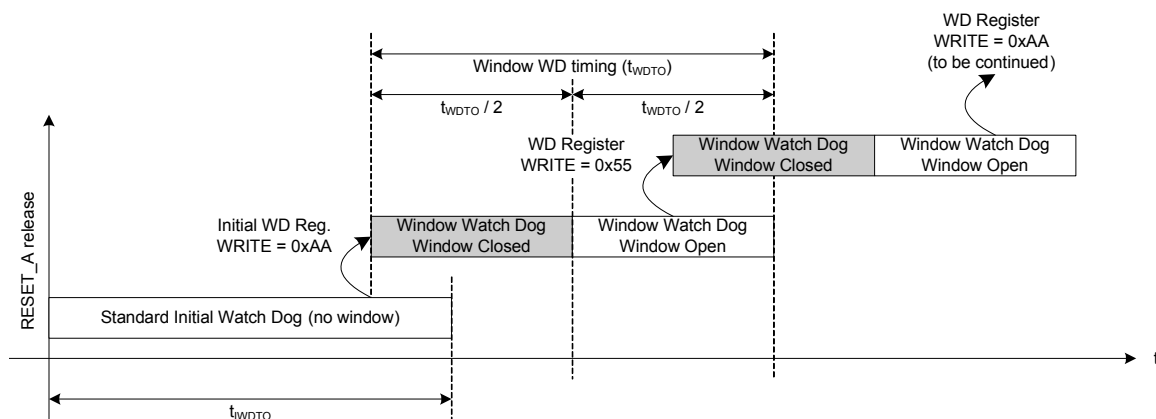 WD Register
WRITE = 0xAA
(to be continued)
Window WD timing (tWDTO)
tWDTO / 2
tWDTO / 2
WD Register
WRITE = 0x55
Window Watch Dog
Window Closed
Window Watch Dog
Window Open
Initial WD Reg.
WRITE = 0xAA
Window Watch Dog
Window Closed
Window Watch Dog
Window Open
RESET_A release
Standard Initial Watch Dog (no window)
t
tIWDTO